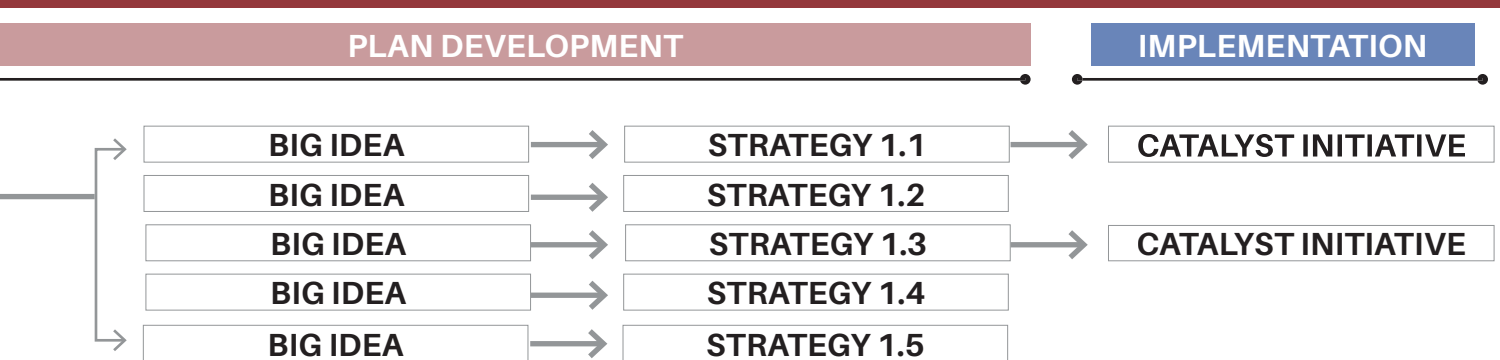 PLAN DEVELOPMENT IMPLEMENTATION
BIG IDEA STRATEGY 1.1 CATALYST INITIATIVE
BIG IDEA STRATEGY 1.2
BIG IDEA STRATEGY 1.3 CATALYST INITIATIVE
BIG IDEA STRATEGY 1.4
BIG IDEA STRATEGY 1.5